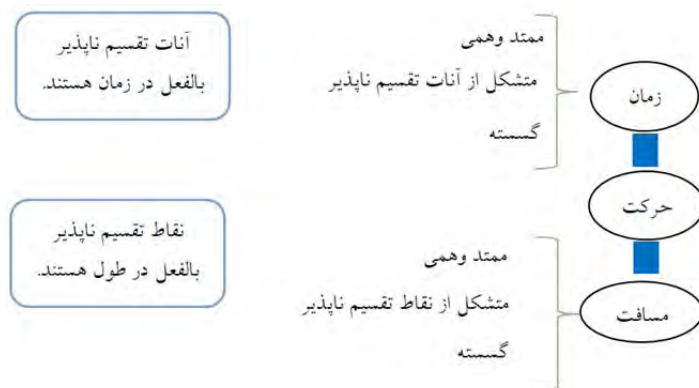 زمان
ممتد وهمی
متشکل از آنات تقسیم ناپذیر
گسسته
آنات تقسیم ناپذیر
بالفعل در زمان هستند.
حرکت
مسافت
ممتد وهمی
متشکل از نقاط تقسیم ناپذیر
گسسته
نقاط تقسیم ناپذیر
بالفعل در طول هستند.